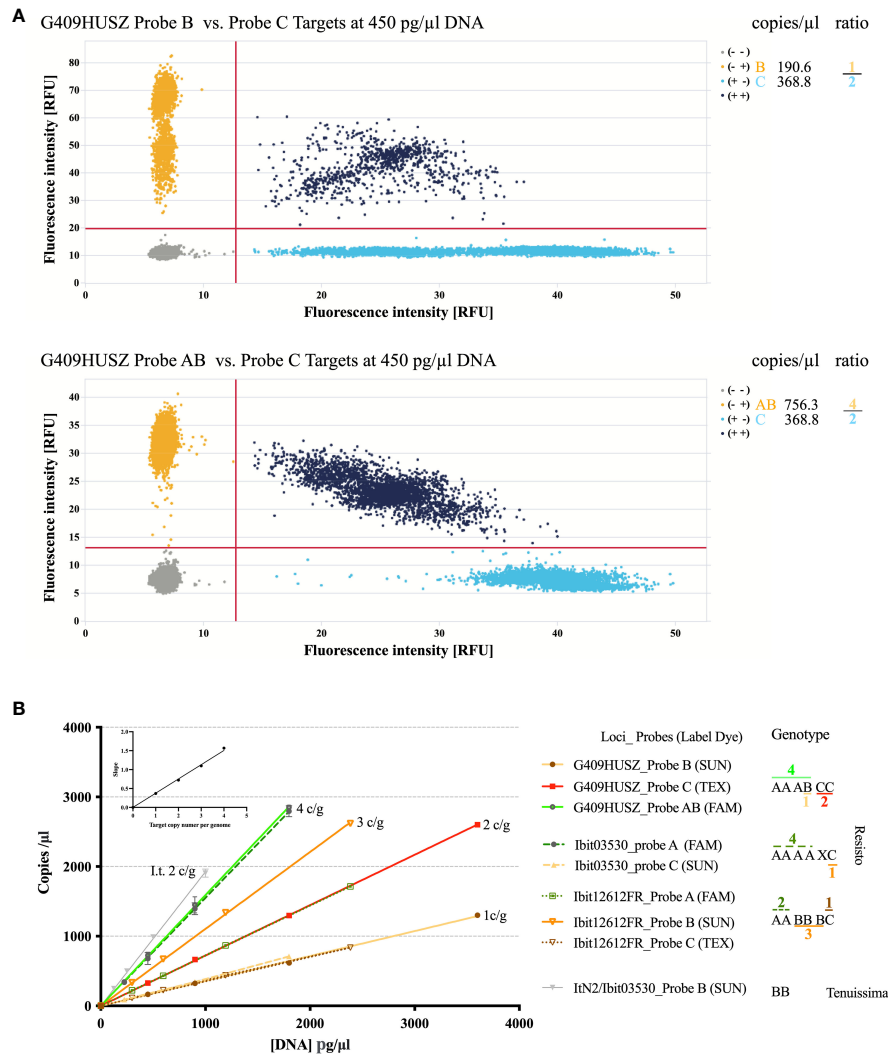 A
G409HUSZ Probe B vs. Probe C Targets at 450 pg/µl DNA
copies/µl ratio
(- -)
(- +) B 190.6 1
(+ -) C 368.8 2
(+ +)
Fluorescence intensity [RFU]
80
70
60
50
40
30
20
10
0
0 10 20 30 40 50
Fluorescence intensity [RFU]
G409HUSZ Probe AB vs. Probe C Targets at 450 pg/µl DNA
copies/µl ratio
(- -)
(- +) AB 756.3 4
(+ -) C 368.8 2
(+ +)
Fluorescence intensity [RFU]
40
35
30
25
20
15
10
5
0
0 10 20 30 40 50
Fluorescence intensity [RFU]
B
Copies /µl
4000
3000
2000
1000
0
0 1000 2000 3000 4000
[DNA] pg/µl
Slope
2.0
1.5
1.0
0.5
0.0
0 1 2 3 4 5
Target copy numer per genome
4 c/g
3 c/g
2 c/g
1c/g
I.t. 2 c/g
Loci_ Probes (Label Dye) Genotype
G409HUSZ_Probe B (SUN)
G409HUSZ_Probe C (TEX)
G409HUSZ_Probe AB (FAM)
4
AA AB CC
1 2
Ibit03530_probe A (FAM)
Ibit03530_probe C (SUN)
4
AA A A XC
1
Ibit12612FR_Probe A (FAM)
Ibit12612FR_Probe B (SUN)
Ibit12612FR_Probe C (TEX)
2 1
AA BB BC
3
Resisto
ItN2/Ibit03530_Probe B (SUN)
BB Tenuissima